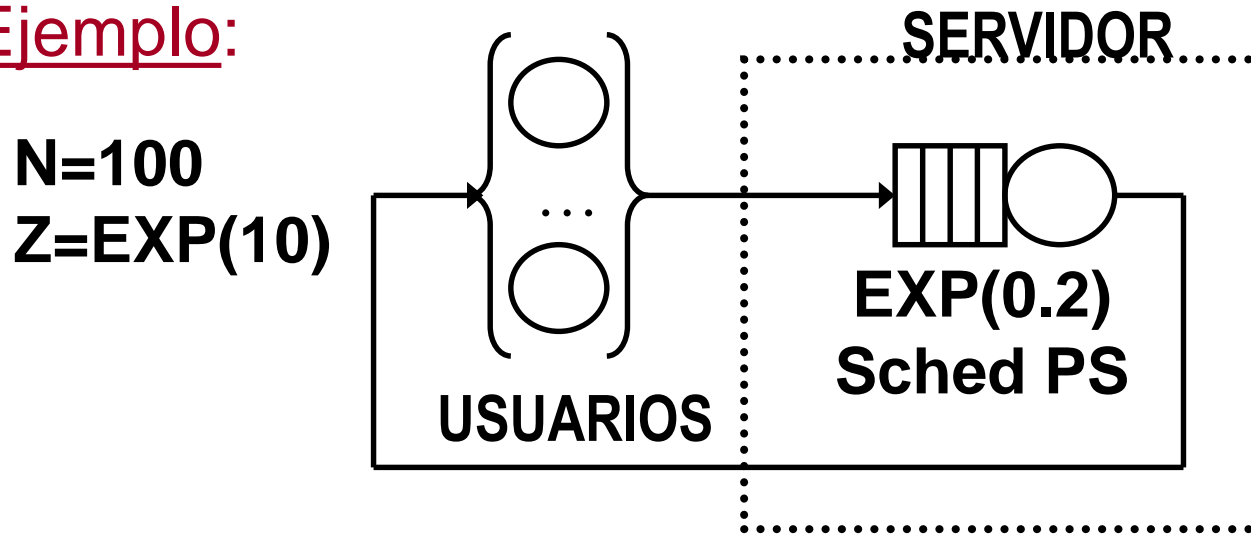 Ejemplo:
SERVIDOR
N=100
Z=EXP(10)
...
EXP(0.2)
Sched PS
USUARIOS